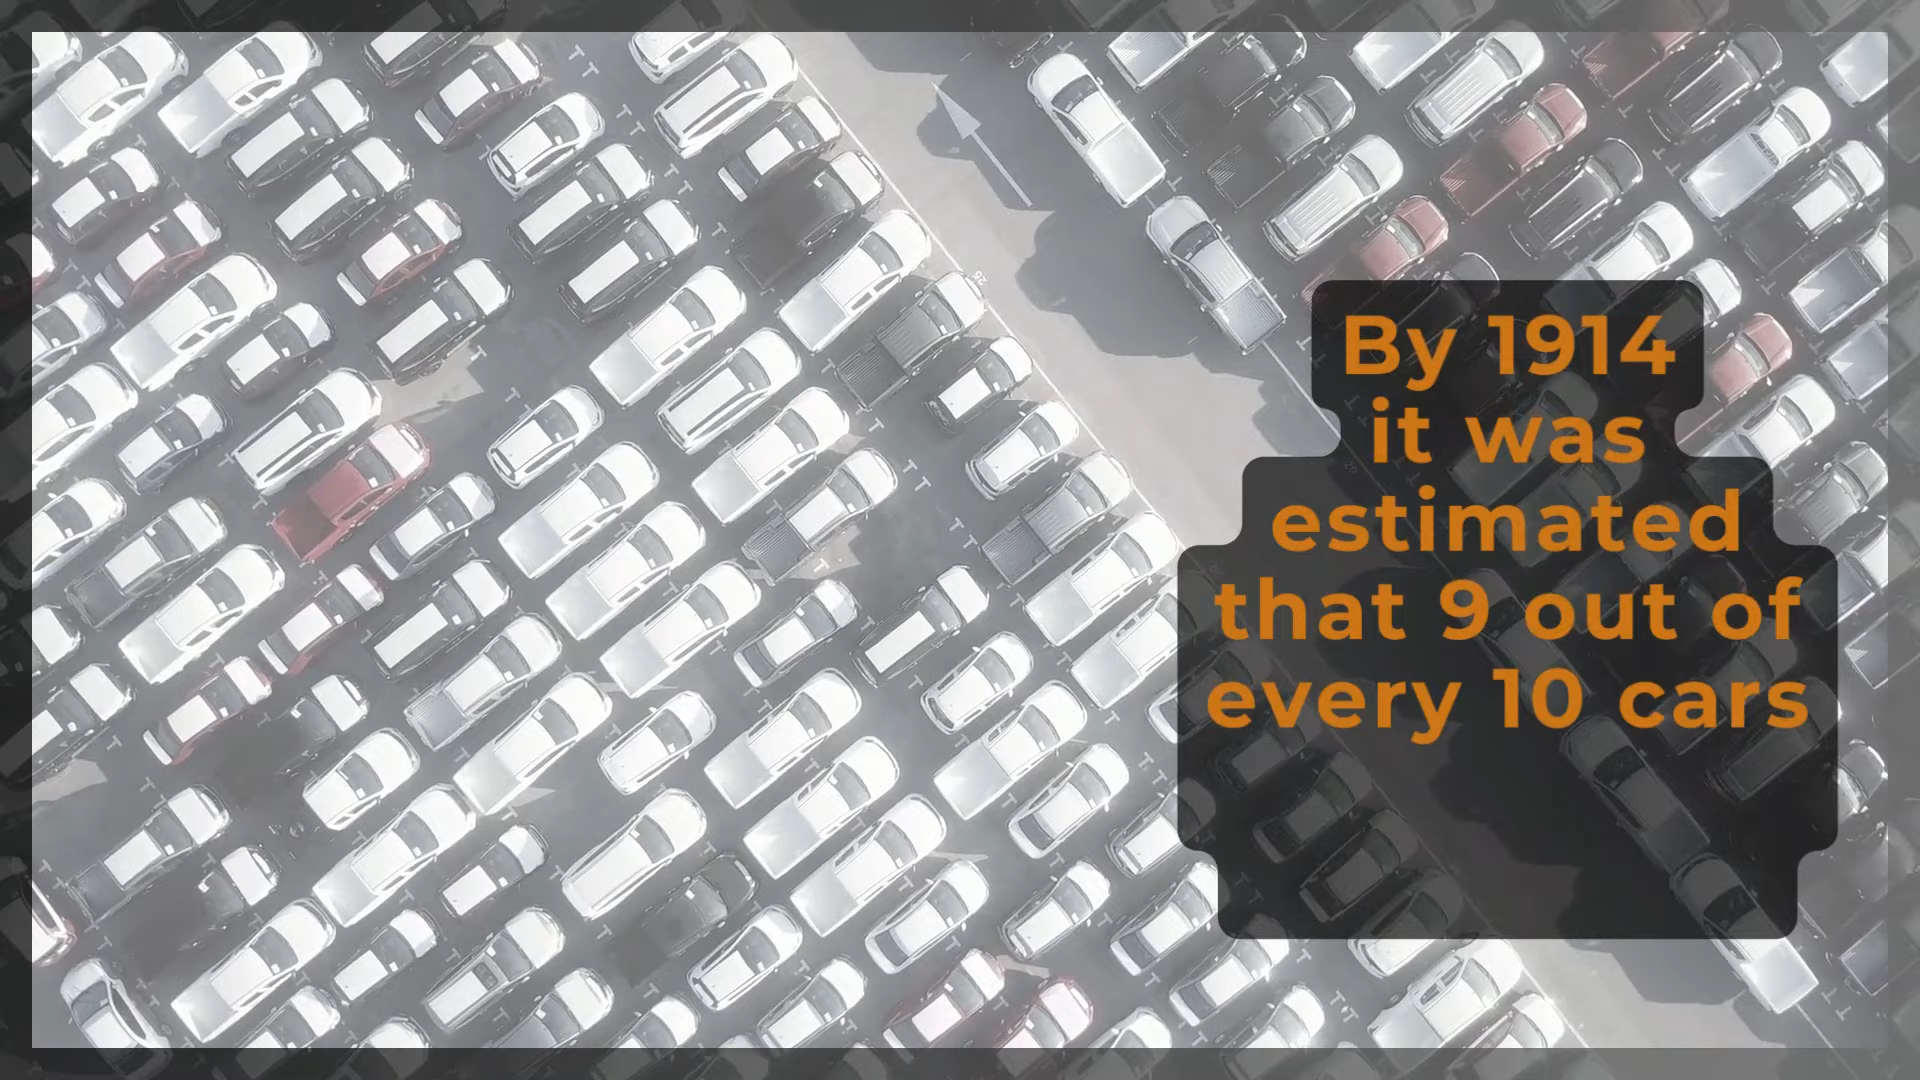 By 1914
it was
estimated
that 9 out of
every 10 cars